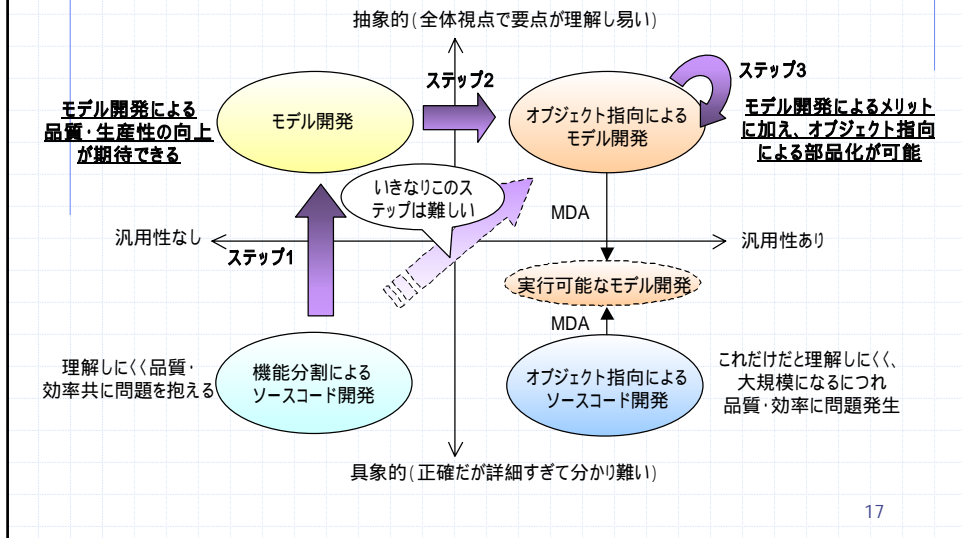 抽象的(全体視点で要点が理解し易い)
ステップ2
ステップ3
モデル開発による
品質・生産性の向上
が期待できる
モデル開発
オブジェクト指向による
モデル開発
モデル開発によるメリット
に加え、オブジェクト指向
による部品化が可能
いきなりこのス
テップは難しい
MDA
汎用性なし
汎用性あり
ステップ1
実行可能なモデル開発
MDA
理解しにくく品質・
効率共に問題を抱える
機能分割による
ソースコード開発
オブジェクト指向による
ソースコード開発
これだけだと理解しにくく、
大規模になるにつれ
品質・効率に問題発生
具象的(正確だが詳細すぎて分かり難い)
17